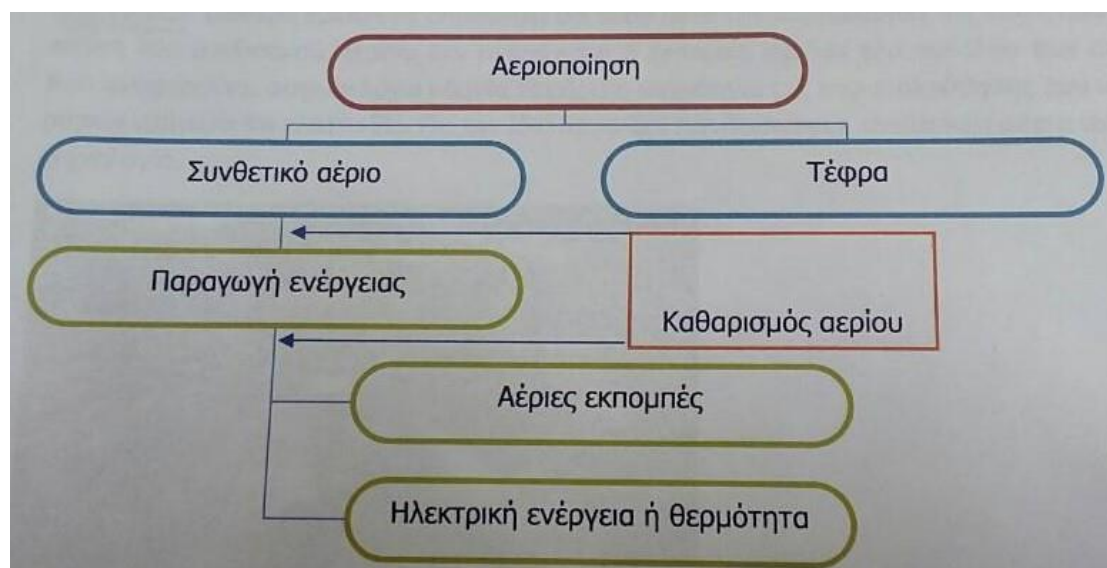 Αεριοποίηση
Συνθετικό αέριο
Τέφρα
Παραγωγή ενέργειας
Καθαρισμός αερίου
Αέριες εκπομπές
Ηλεκτρική ενέργεια ή θερμότητα